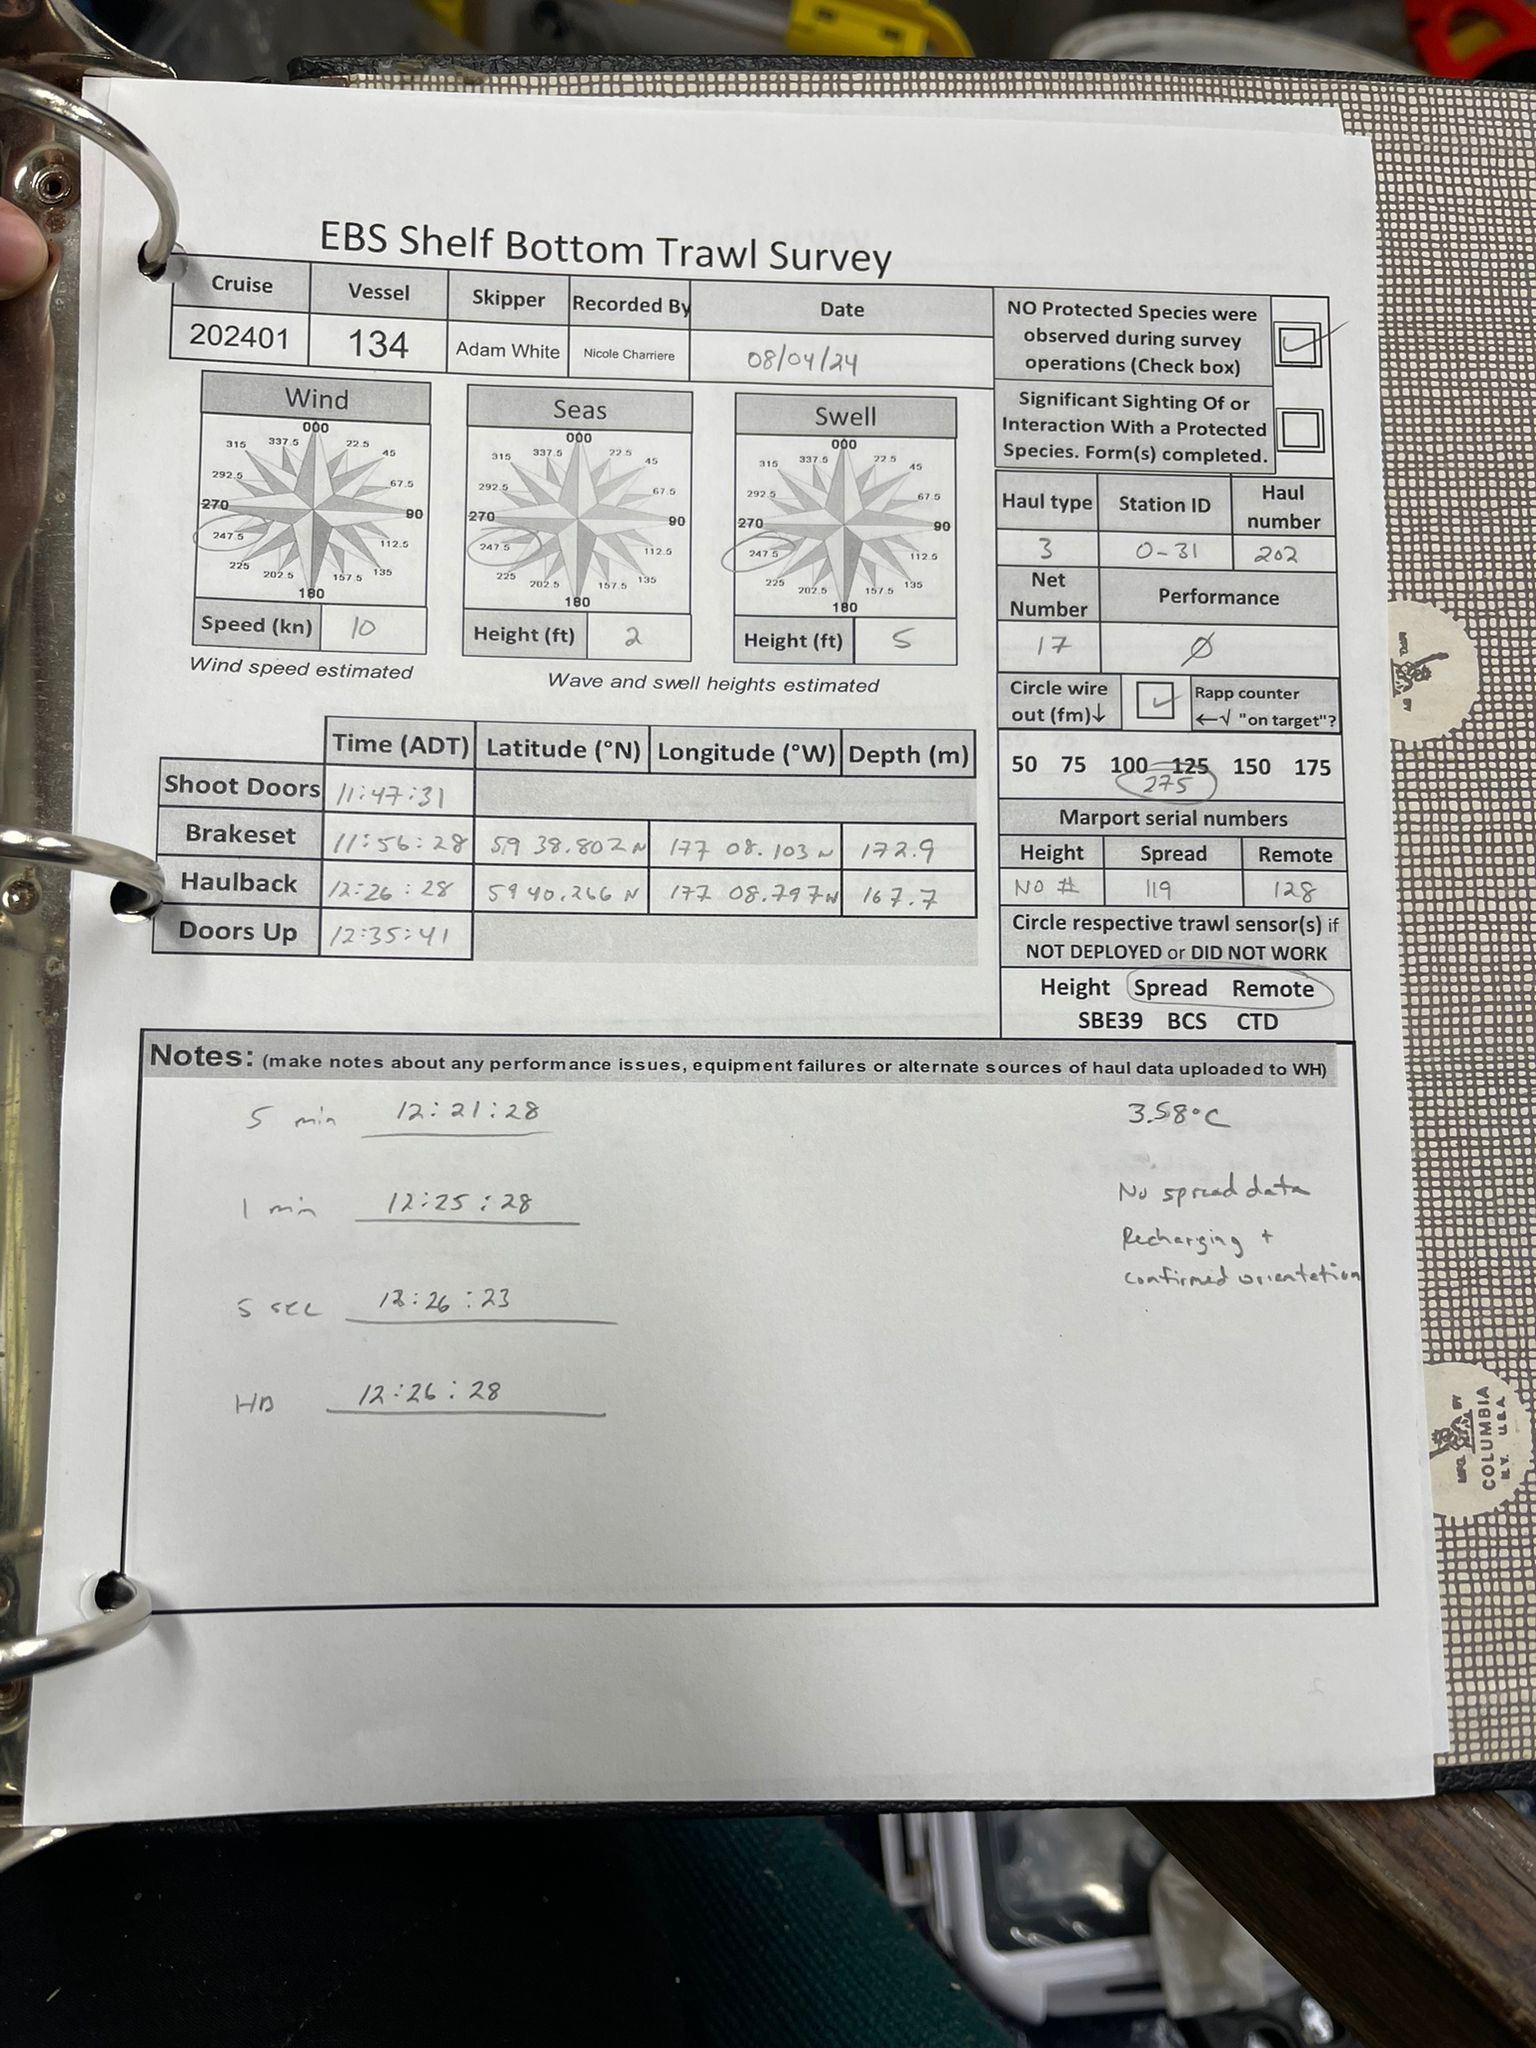 EBS Shelf Bottom Trawl Survey
Cruise Vessel Skipper Recorded By Date
202401 134 Adam White Nicole Charriere 08/04/24
NO Protected Species were
observed during survey
operations (Check box)
Significant Sighting Of or
Interaction With a Protected
Species. Form(s) completed.
Wind
000
337.5 22.5
315 45
292.5 67.5
270 90
247.5 112.5
225 135
202.5 157.5
180
Speed (kn) 10
Wind speed estimated
Seas
000
337.5 22.5
315 45
292.5 67.5
270 90
247.5 112.5
225 135
202.5 157.5
180
Height (ft) 2
Swell
000
337.5 22.5
315 45
292.5 67.5
270 90
247.5 112.5
225 135
202.5 157.5
180
Height (ft) 5
Wave and swell heights estimated
Haul type Station ID Haul number
3 O-31 202
Net Number Performance
17 Ø
Circle wire
out (fm)↓
Rapp counter
←√ "on target"?
50 75 100 125 150 175
275
Marport serial numbers
Height Spread Remote
NO # 119 128
Circle respective trawl sensor(s) if
NOT DEPLOYED or DID NOT WORK
Height Spread Remote
SBE39 BCS CTD
Time (ADT) Latitude (°N) Longitude (°W) Depth (m)
Shoot Doors 11:47:31
Brakeset 11:56:28 59 38.802 N 177 08.103 W 172.9
Haulback 12:26:28 59 40.266 N 177 08.797 W 167.7
Doors Up 12:35:41
Notes: (make notes about any performance issues, equipment failures or alternate sources of haul data uploaded to WH)
5 min 12:21:28
1 min 12:25:28
5 sec 12:26:23
HB 12:26:28
3.58°C
No spread data
Recharging +
confirmed orientation
MFG. BY
MFG. BY
COLUMBIA
N.Y. U.S.A.